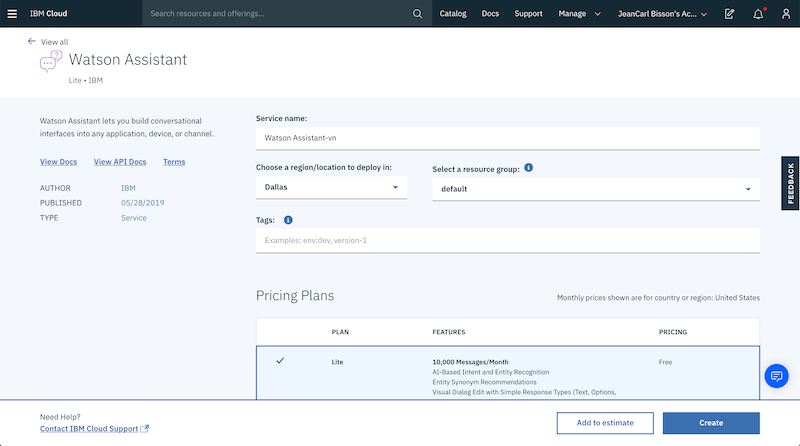 IBM Cloud
Search resources and offerings...
Catalog
Docs
Support
Manage
JeanCarl Bisson's Ac...
View all
Watson Assistant
Lite • IBM
Watson Assistant lets you build conversational
interfaces into any application, device, or channel.
View Docs
View API Docs
Terms
AUTHOR
IBM
PUBLISHED
05/28/2019
TYPE
Service
Service name:
Watson Assistant-vn
Choose a region/location to deploy in:
Dallas
Select a resource group:
default
Tags:
Examples: env:dev, version-1
Pricing Plans
Monthly prices shown are for country or region: United States
PLAN
FEATURES
PRICING
Lite
10,000 Messages/Month
AI-Based Intent and Entity Recognition
Entity Synonym Recommendations
Visual Dialog Edit with Simple Response Types (Text, Options,
Free
FEEDBACK
Need Help?
Contact IBM Cloud Support
Add to estimate
Create